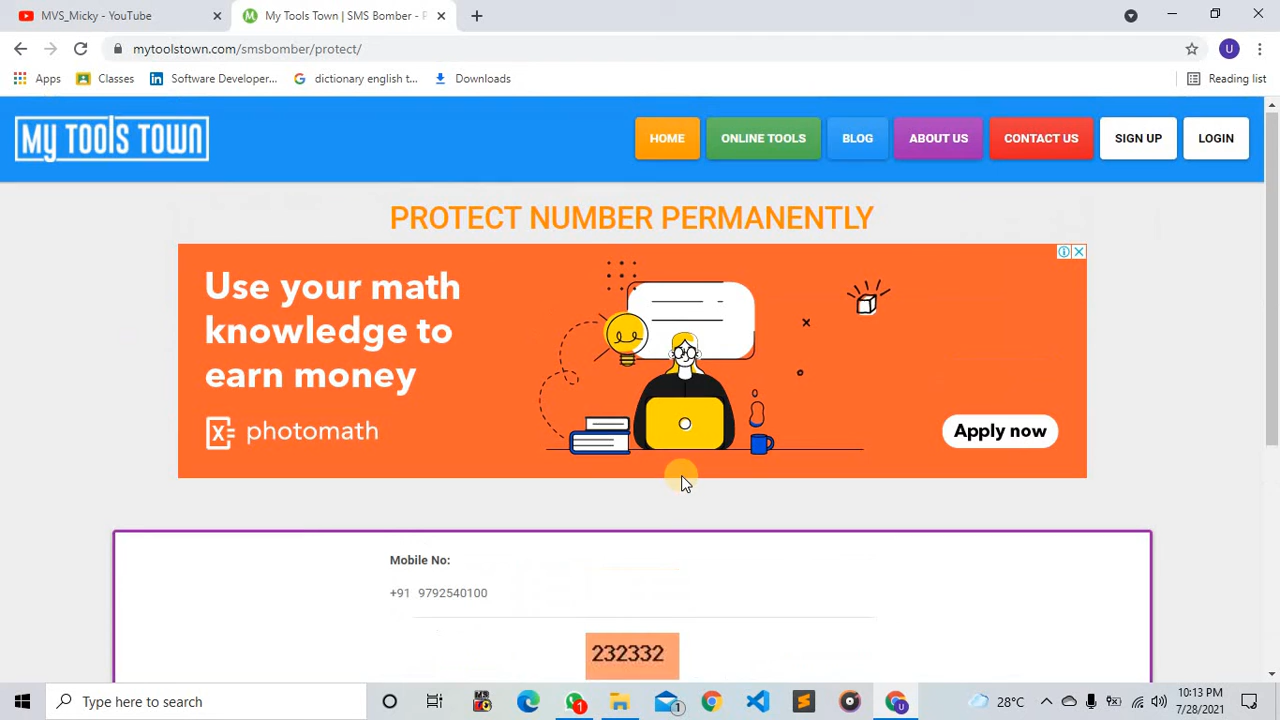 MVS_Micky - YouTube
My Tools Town | SMS Bomber - P
mytoolstown.com/smsbomber/protect/
U
Apps
Classes
Software Developer...
dictionary english t...
Downloads
Reading list
MY TOOLS TOWN
HOME
ONLINE TOOLS
BLOG
ABOUT US
CONTACT US
SIGN UP
LOGIN
PROTECT NUMBER PERMANENTLY
Use your math
knowledge to
earn money
photomath
Apply now
Mobile No:
+91 9792540100
232332
Type here to search
1
1
U
28°C
10:13 PM
7/28/2021